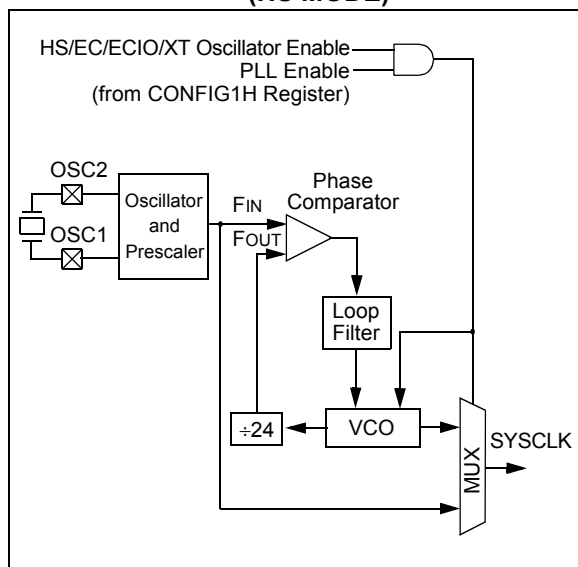 (HS MODE)
HS/EC/ECIO/XT Oscillator Enable
PLL Enable
(from CONFIG1H Register)
OSC2
OSC1
Oscillator
and
Prescaler
FIN
FOUT
Phase
Comparator
Loop
Filter
÷24
VCO
MUX
SYSCLK